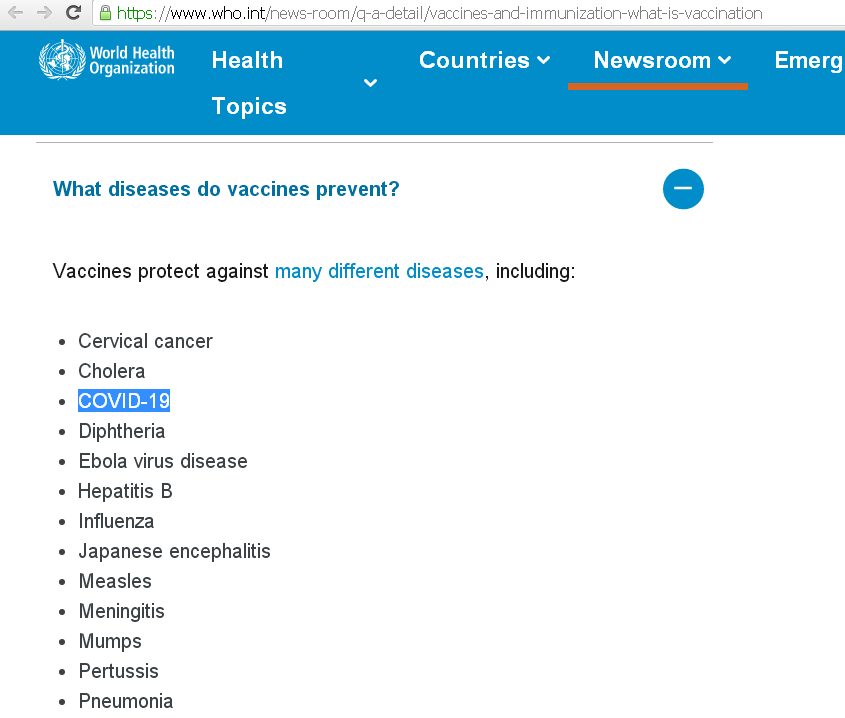 https://www.who.int/news-room/q-a-detail/vaccines-and-immunization-what-is-vaccination
World Health
Organization
Health
Topics
Countries
Newsroom
Emerg
What diseases do vaccines prevent?
Vaccines protect against many different diseases, including:
• Cervical cancer
• Cholera
• COVID-19
• Diphtheria
• Ebola virus disease
• Hepatitis B
• Influenza
• Japanese encephalitis
• Measles
• Meningitis
• Mumps
• Pertussis
• Pneumonia